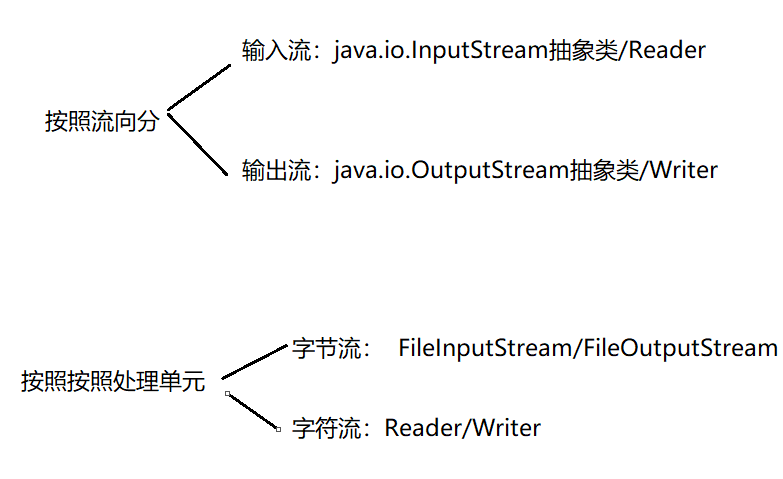 输入流：java.io.InputStream抽象类/Reader
按照流向分
输出流：java.io.OutputStream抽象类/Writer
字节流： FileInputStream/FileOutputStream
按照按照处理单元
字符流：Reader/Writer